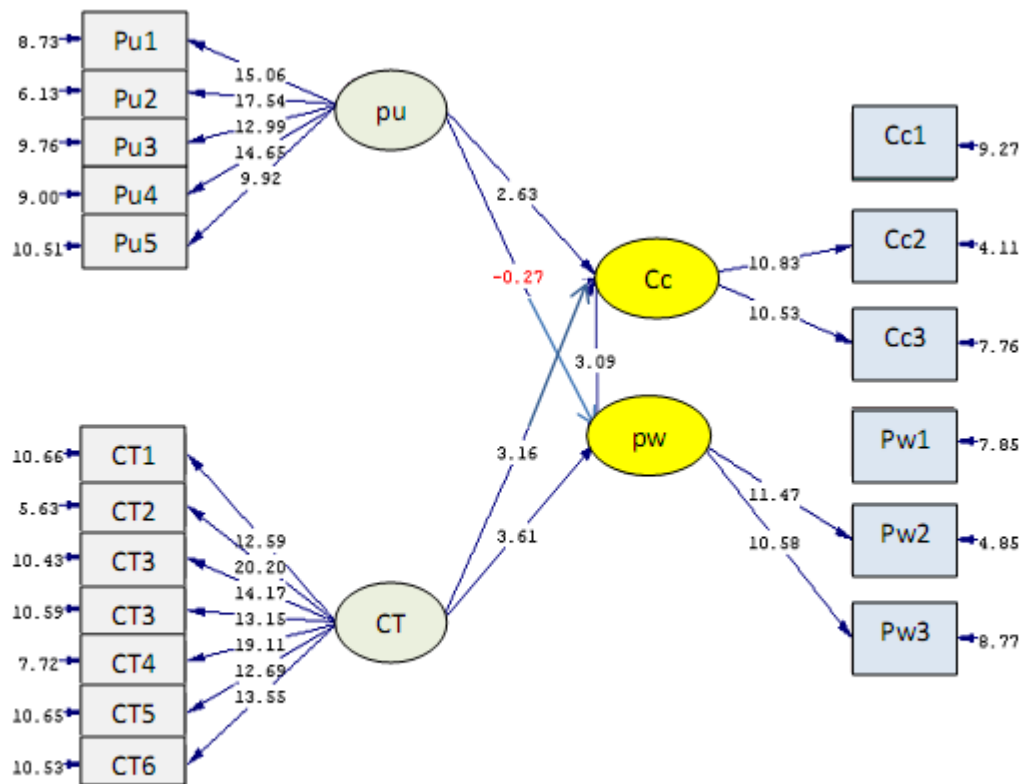 8.73 Pu1
6.13 Pu2
9.76 Pu3
9.00 Pu4
10.51 Pu5
15.06
17.54
12.99
14.65
9.92
pu
2.63
-0.27
Cc
3.09
pw
3.16
3.61
10.83
10.53
11.47
10.58
Cc1 9.27
Cc2 4.11
Cc3 7.76
Pw1 7.85
Pw2 4.85
Pw3 8.77
10.66 CT1
5.63 CT2
10.43 CT3
10.59 CT3
7.72 CT4
10.65 CT5
10.53 CT6
12.59
20.20
14.17
13.15
19.11
12.69
13.55
CT